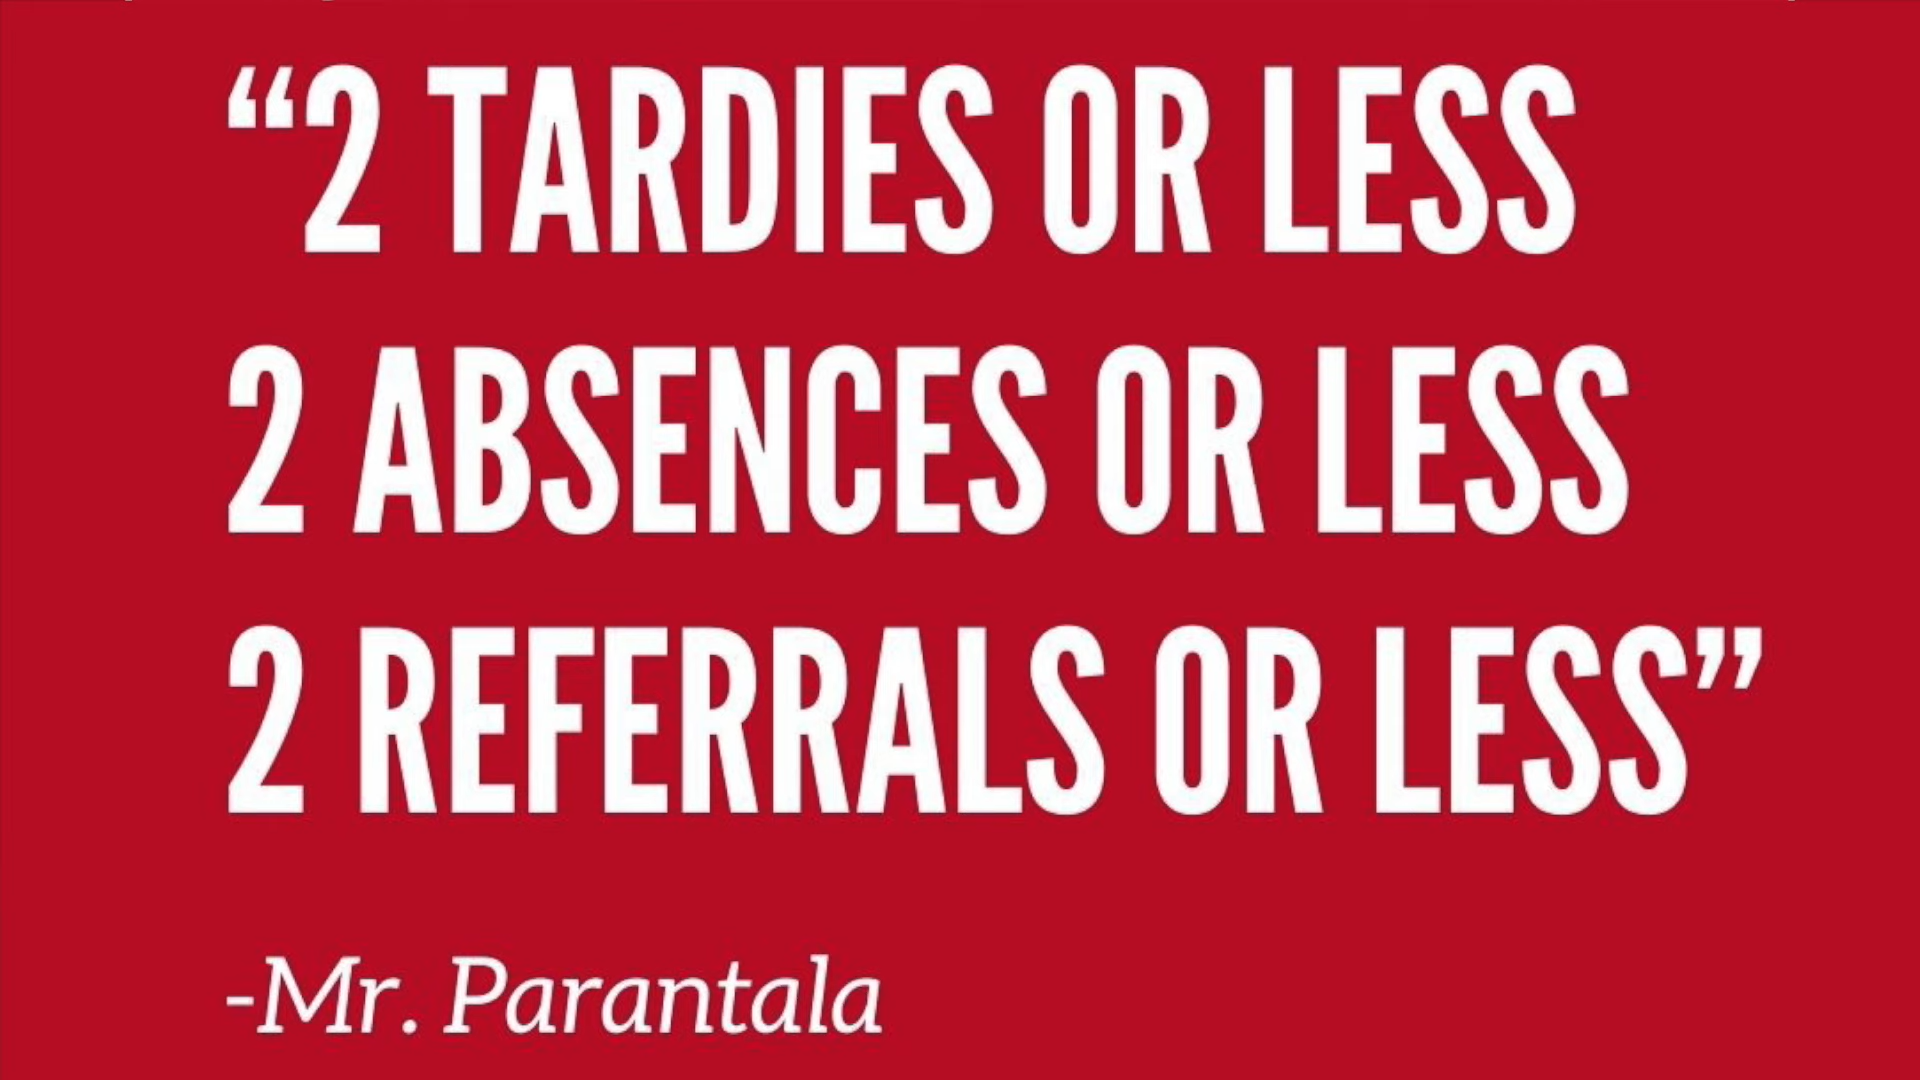 “2 TARDIES OR LESS
2 ABSENCES OR LESS
2 REFERRALS OR LESS”
-Mr. Parantala